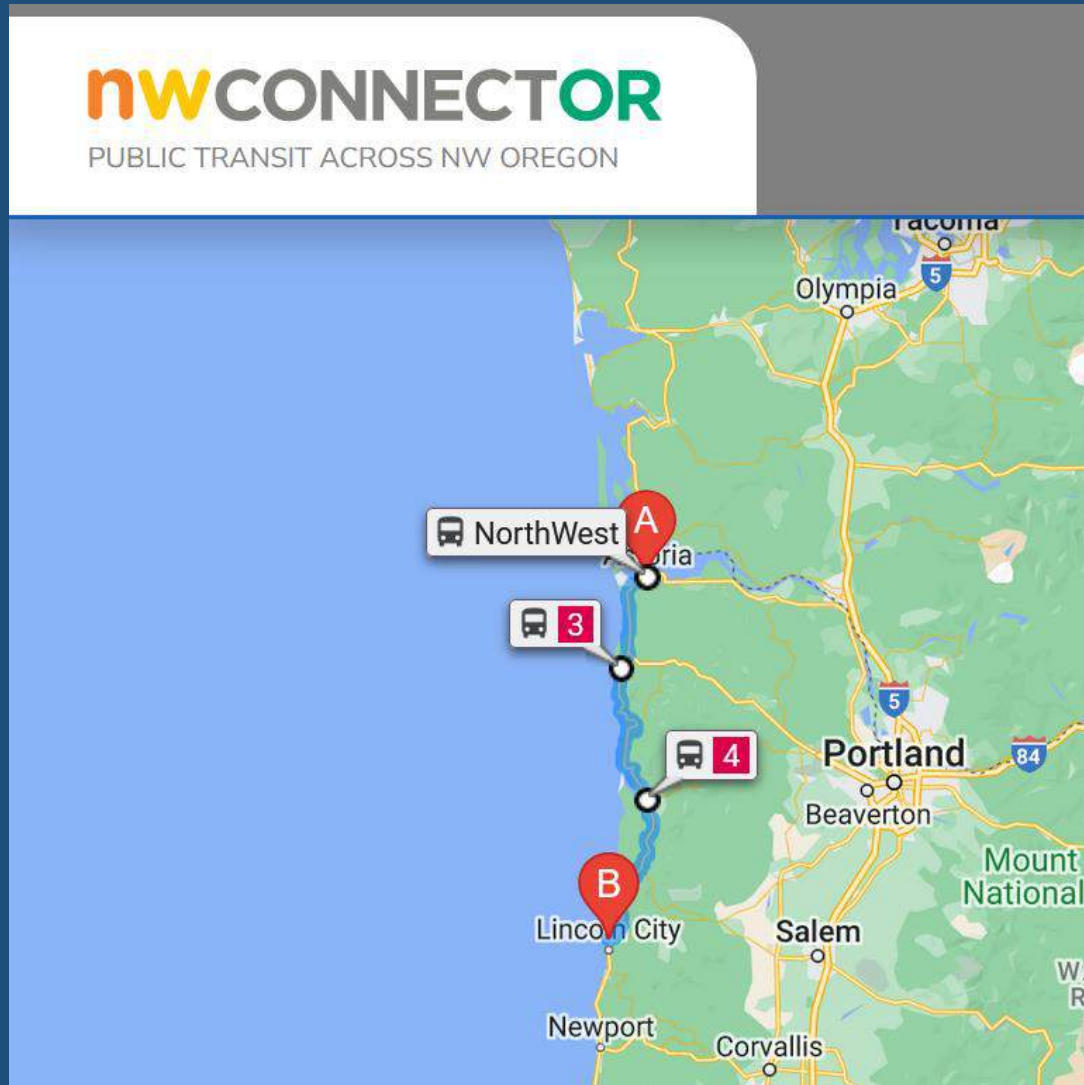 nwCONNECTOR
PUBLIC TRANSIT ACROSS NW OREGON
Tacoma
5
Olympia
A
NorthWest
3
5
4
Portland
84
Beaverton
Mount
National
B
Lincoln City
Salem
Newport
Corvallis